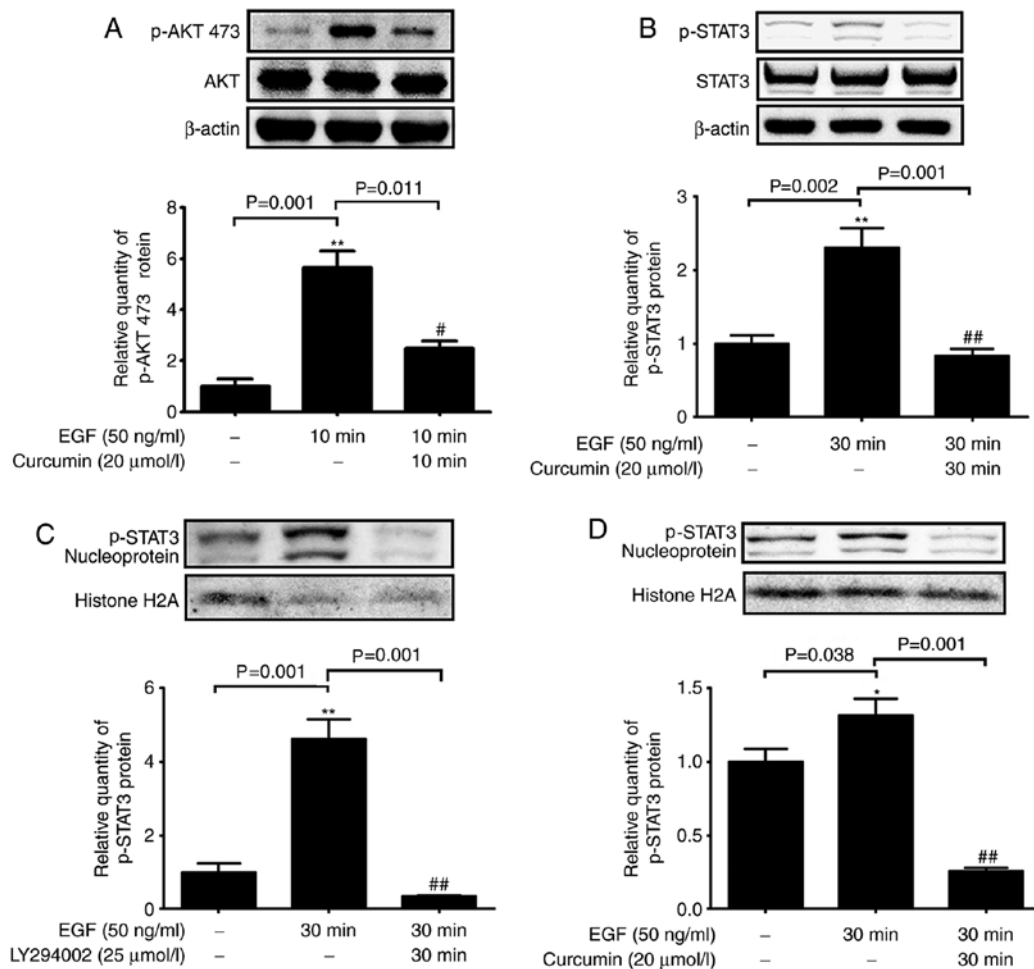 A
p-AKT 473
AKT
β-actin
P=0.001
P=0.011
Relative quantity of
p-AKT 473 rotein
8
6
4
2
0
**
#
EGF (50 ng/ml) – 10 min 10 min
Curcumin (20 μmol/l) – – 10 min
B
p-STAT3
STAT3
β-actin
P=0.002
P=0.001
Relative quantity of
p-STAT3 protein
3
2
1
0
**
##
EGF (50 ng/ml) – 30 min 30 min
Curcumin (20 μmol/l) – – 30 min
C
p-STAT3
Nucleoprotein
Histone H2A
P=0.001
P=0.001
Relative quantity of
p-STAT3 protein
6
4
2
0
**
##
EGF (50 ng/ml) – 30 min 30 min
LY294002 (25 μmol/l) – – 30 min
D
p-STAT3
Nucleoprotein
Histone H2A
P=0.038
P=0.001
Relative quantity of
p-STAT3 protein
1.5
1.0
0.5
0.0
*
##
EGF (50 ng/ml) – 30 min 30 min
Curcumin (20 μmol/l) – – 30 min